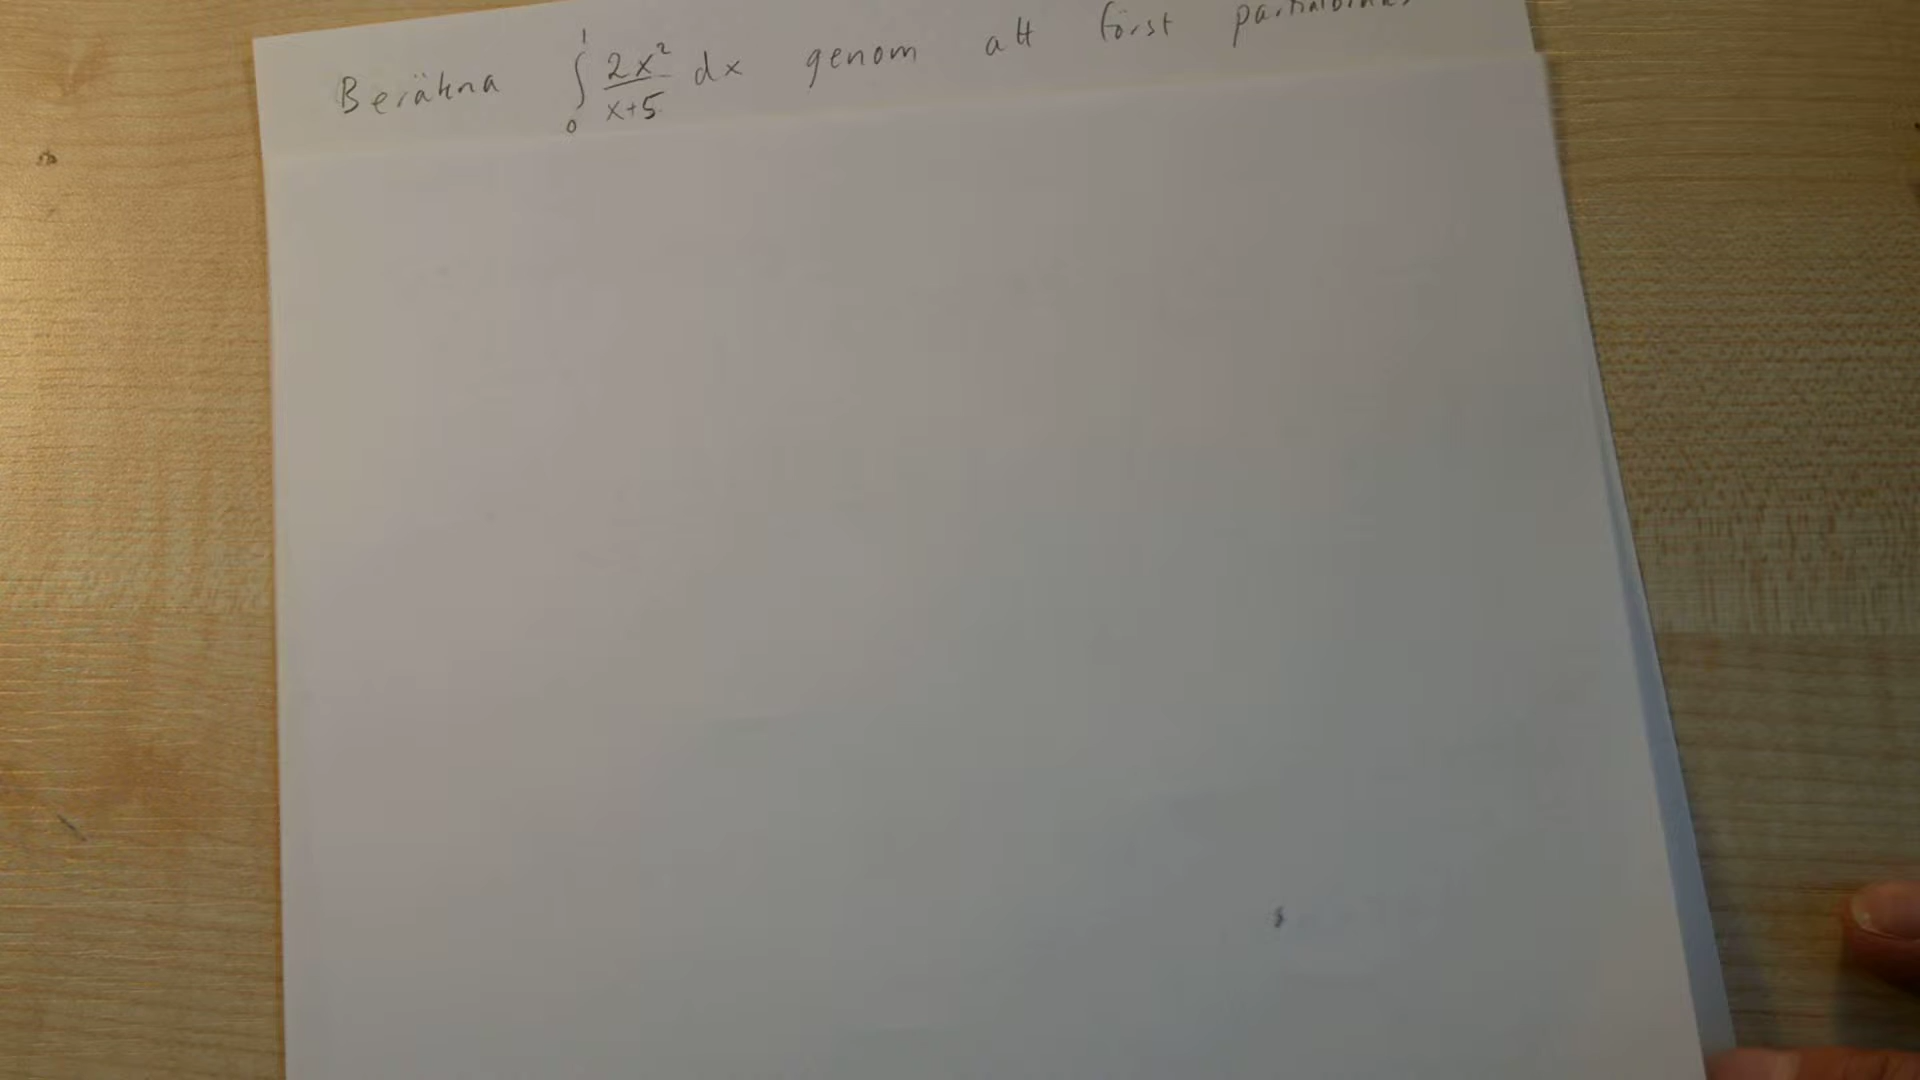 Beräkna ∫₀¹ 2x²/(x+5) dx genom att först